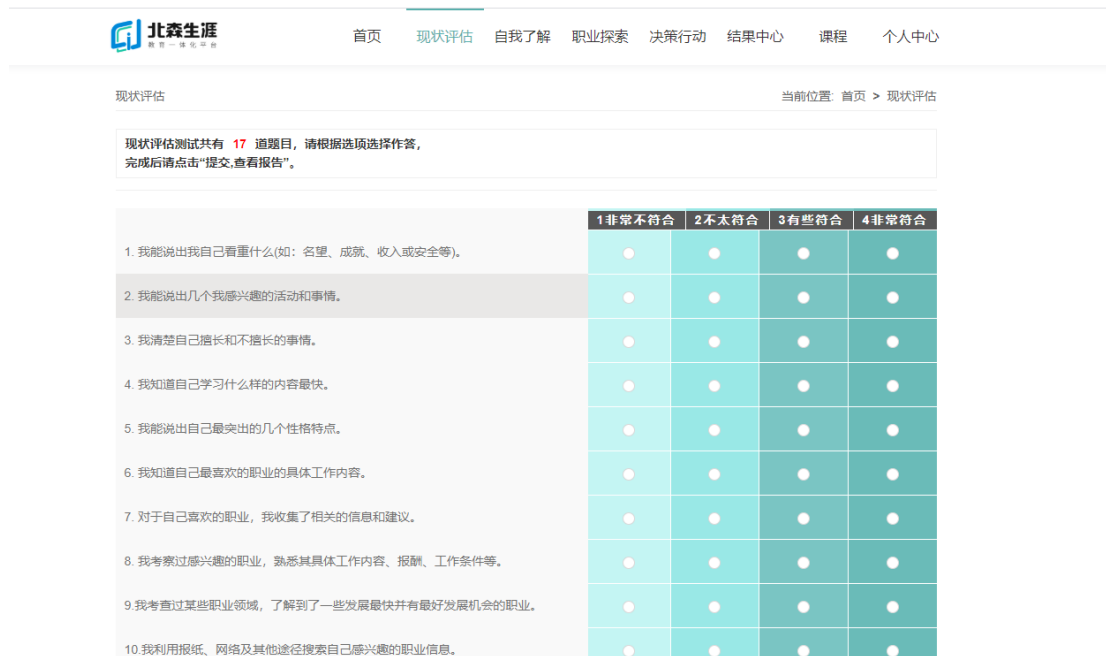 北森生涯
教育一体化平台
首页 现状评估 自我了解 职业探索 决策行动 结果中心 课程 个人中心
现状评估 当前位置: 首页 > 现状评估
现状评估测试共有 17 道题目，请根据选项选择作答，
完成后请点击“提交,查看报告”。
1非常不符合 2不太符合 3有些符合 4非常符合
1. 我能说出我自己看重什么(如：名望、成就、收入或安全等)。
2. 我能说出几个我感兴趣的活动和事情。
3. 我清楚自己擅长和不擅长的事情。
4. 我知道自己学习什么样的内容最快。
5. 我能说出自己最突出的几个性格特点。
6. 我知道自己最喜欢的职业的具体工作内容。
7. 对于自己喜欢的职业，我收集了相关的信息和建议。
8. 我考察过感兴趣的职业，熟悉其具体工作内容、报酬、工作条件等。
9.我考查过某些职业领域，了解到了一些发展最快并有最好发展机会的职业。
10.我利用报纸、网络及其他途径搜索自己感兴趣的职业信息。